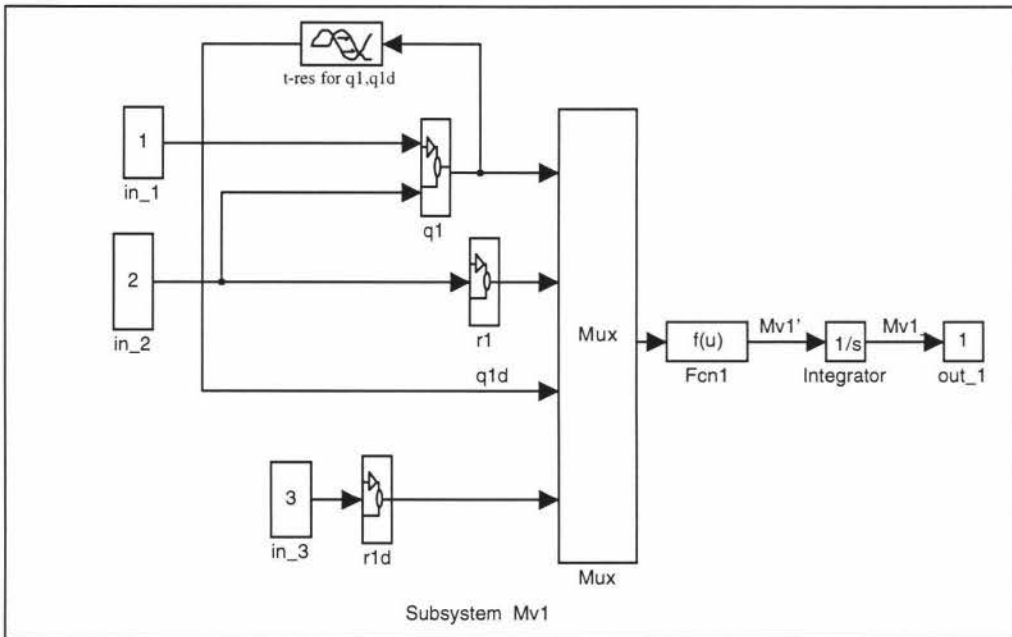 t-res for q1,q1d
1
in_1
q1
2
in_2
r1
q1d
3
in_3
r1d
Mux
Mux
f(u)
Fcn1
Mv1'
1/s
Integrator
Mv1
1
out_1
Subsystem Mv1